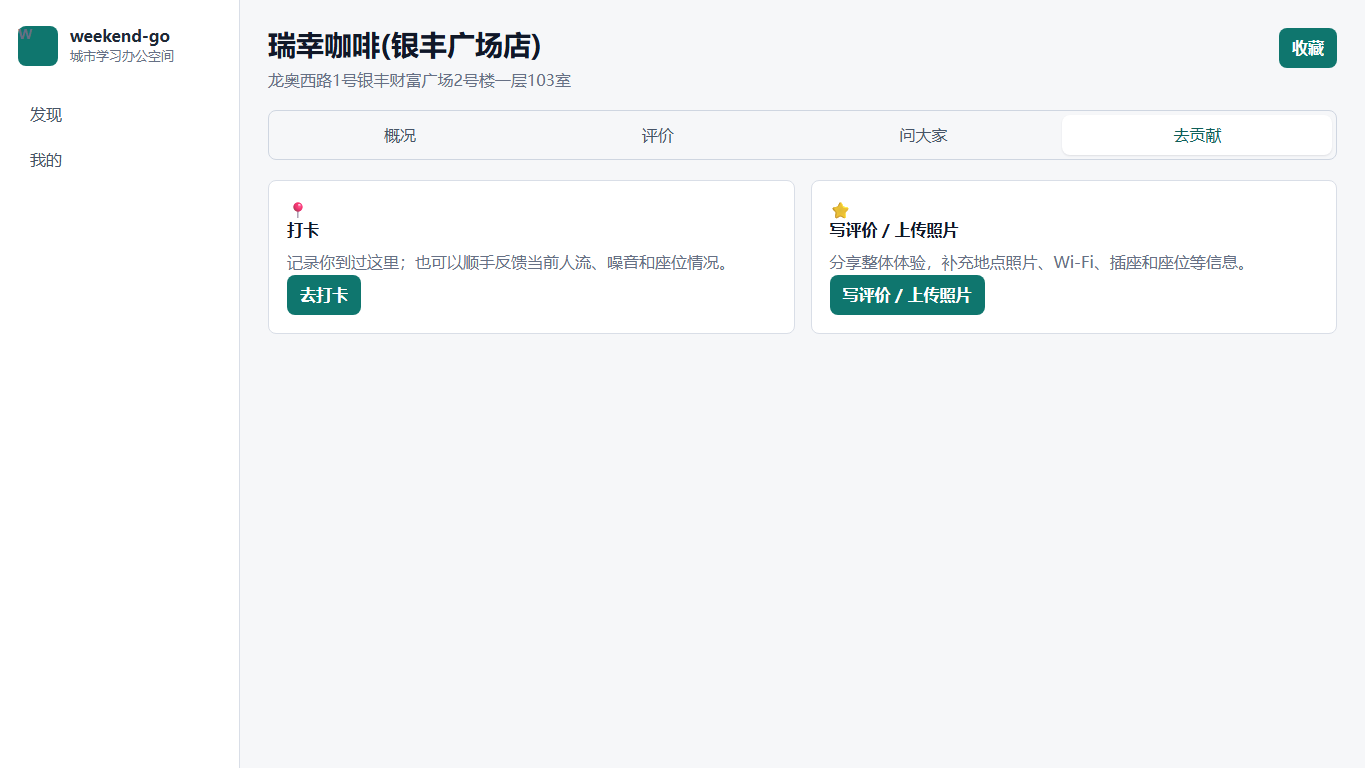 W
weekend-go
城市学习办公空间
发现
我的
瑞幸咖啡(银丰广场店)
龙奥西路1号银丰财富广场2号楼一层103室
收藏
概况
评价
问大家
去贡献
打卡
记录你到过这里；也可以顺手反馈当前人流、噪音和座位情况。
去打卡
写评价 / 上传照片
分享整体体验，补充地点照片、Wi-Fi、插座和座位等信息。
写评价 / 上传照片